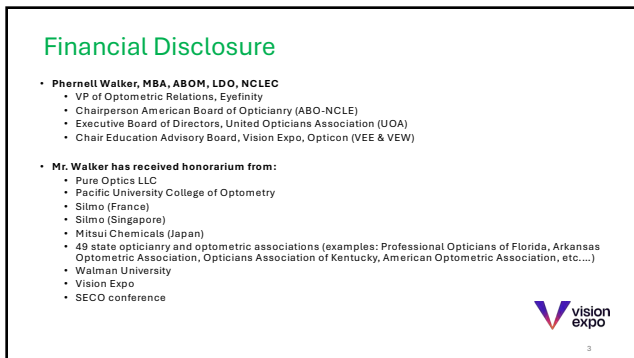 Financial Disclosure
• Phernell Walker, MBA, ABOM, LDO, NCLEC
• VP of Optometric Relations, Eyefinity
• Chairperson American Board of Opticianry (ABO-NCLE)
• Executive Board of Directors, United Opticians Association (UOA)
• Chair Education Advisory Board, Vision Expo, Opticon (VEE & VEW)
• Mr. Walker has received honorarium from:
• Pure Optics LLC
• Pacific University College of Optometry
• Silmo (France)
• Silmo (Singapore)
• Mitsui Chemicals (Japan)
• 49 state opticianry and optometric associations (examples: Professional Opticians of Florida, Arkansas
Optometric Association, Opticians Association of Kentucky, American Optometric Association, etc....)
• Walman University
• Vision Expo
• SECO conference
vision
expo
3